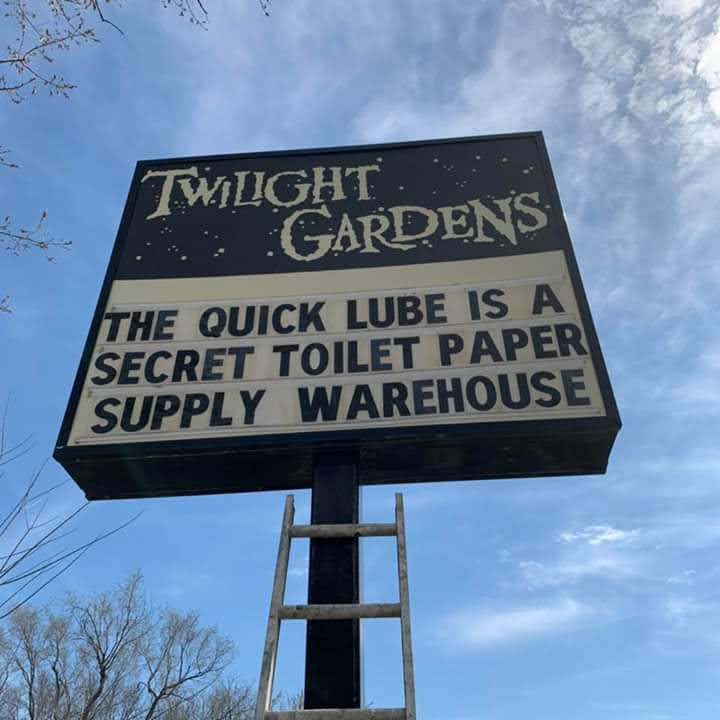 TWILIGHT
GARDENS
THE QUICK LUBE IS A
SECRET TOILET PAPER
SUPPLY WAREHOUSE